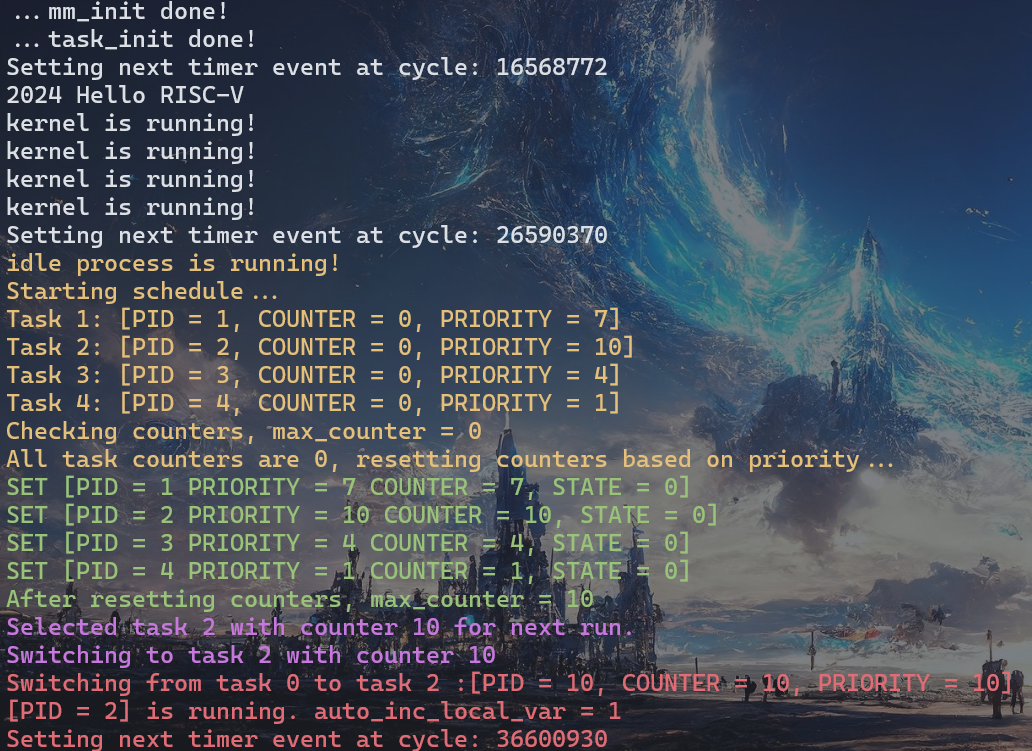 ...mm_init done!
...task_init done!
Setting next timer event at cycle: 16568772
2024 Hello RISC-V
kernel is running!
kernel is running!
kernel is running!
kernel is running!
Setting next timer event at cycle: 26590370
idle process is running!
Starting schedule...
Task 1: [PID = 1, COUNTER = 0, PRIORITY = 7]
Task 2: [PID = 2, COUNTER = 0, PRIORITY = 10]
Task 3: [PID = 3, COUNTER = 0, PRIORITY = 4]
Task 4: [PID = 4, COUNTER = 0, PRIORITY = 1]
Checking counters, max_counter = 0
All task counters are 0, resetting counters based on priority...
SET [PID = 1 PRIORITY = 7 COUNTER = 7, STATE = 0]
SET [PID = 2 PRIORITY = 10 COUNTER = 10, STATE = 0]
SET [PID = 3 PRIORITY = 4 COUNTER = 4, STATE = 0]
SET [PID = 4 PRIORITY = 1 COUNTER = 1, STATE = 0]
After resetting counters, max_counter = 10
Selected task 2 with counter 10 for next run.
Switching to task 2 with counter 10
Switching from task 0 to task 2 :[PID = 10, COUNTER = 10, PRIORITY = 10]
[PID = 2] is running. auto_inc_local_var = 1
Setting next timer event at cycle: 36600930